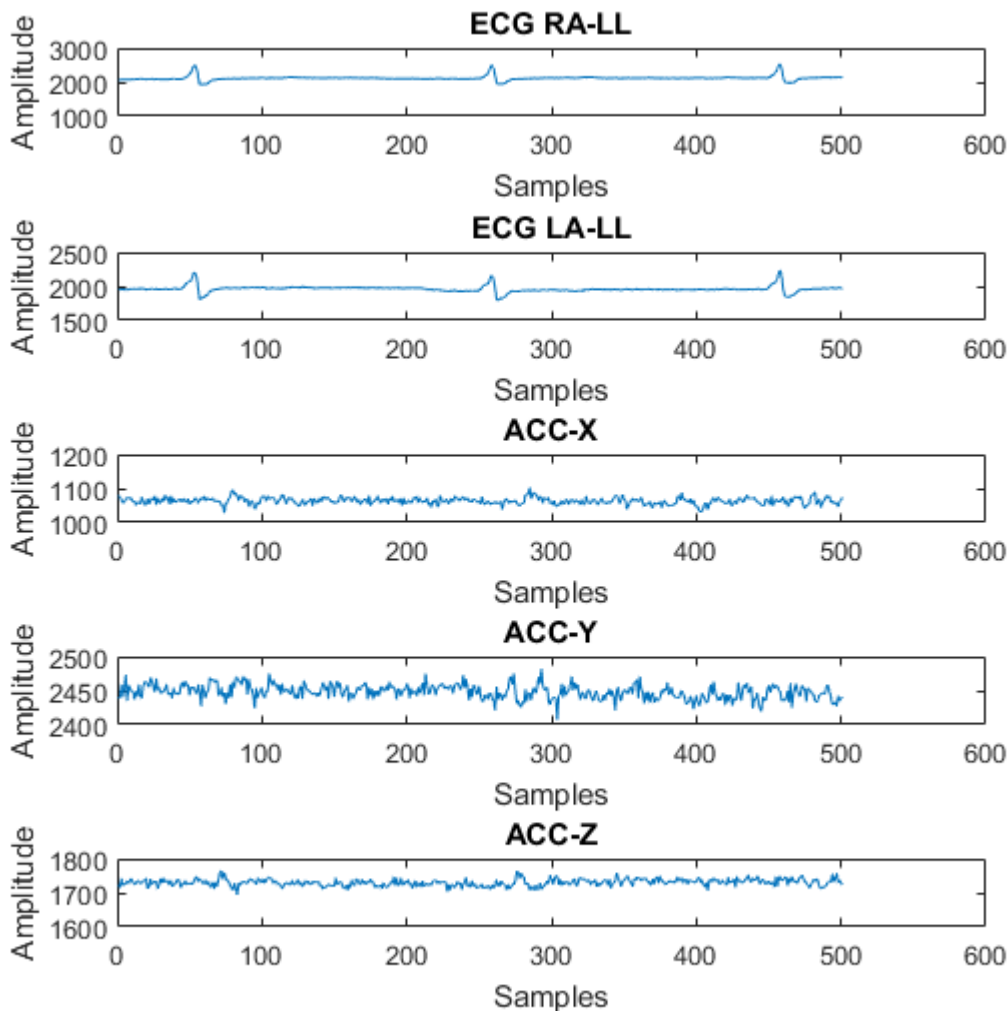 ECG RA-LL
Amplitude
3000
2000
1000
0 100 200 300 400 500 600
Samples
ECG LA-LL
Amplitude
2500
2000
1500
0 100 200 300 400 500 600
Samples
ACC-X
Amplitude
1200
1100
1000
0 100 200 300 400 500 600
Samples
ACC-Y
Amplitude
2500
2450
2400
0 100 200 300 400 500 600
Samples
ACC-Z
Amplitude
1800
1700
1600
0 100 200 300 400 500 600
Samples